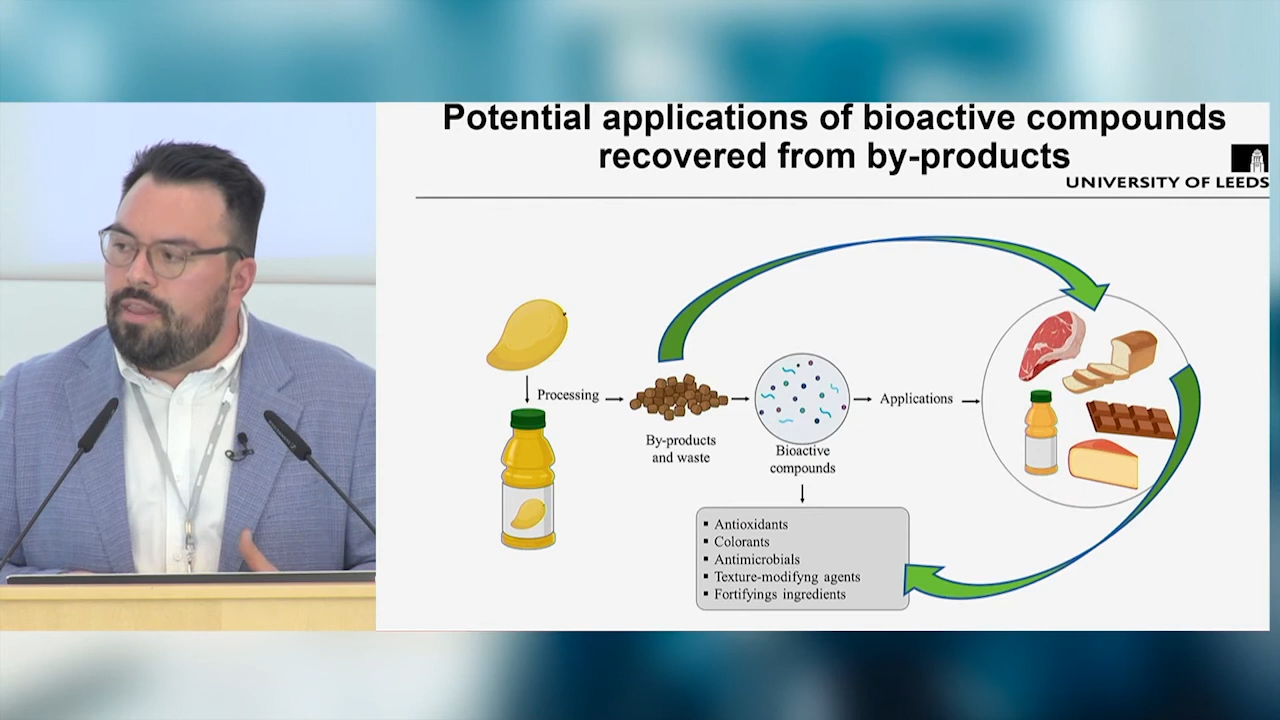 Potential applications of bioactive compounds
recovered from by-products
UNIVERSITY OF LEEDS
Processing
Applications
By-products
and waste
Bioactive
compounds
▪ Antioxidants
▪ Colorants
▪ Antimicrobials
▪ Texture-modifyng agents
▪ Fortifyings ingredients